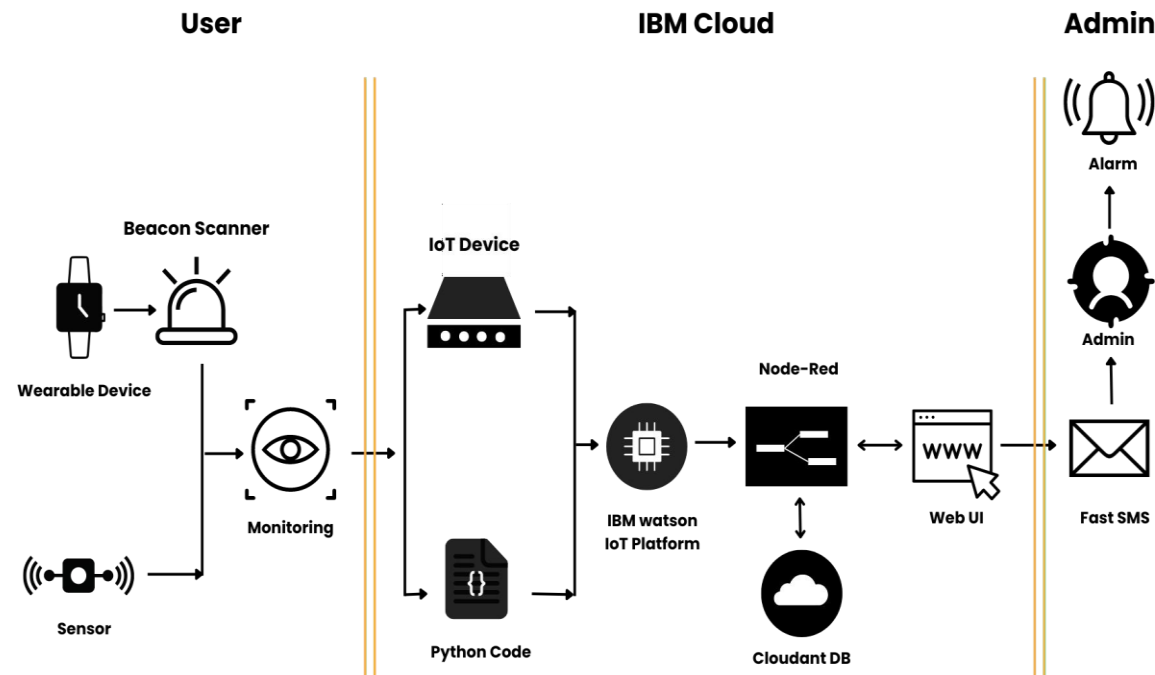 User
IBM Cloud
Admin
Alarm
Beacon Scanner
IoT Device
Admin
Wearable Device
Node-Red
{}
WWW
Monitoring
IBM watson
IoT Platform
Web UI
Fast SMS
Sensor
Python Code
Cloudant DB